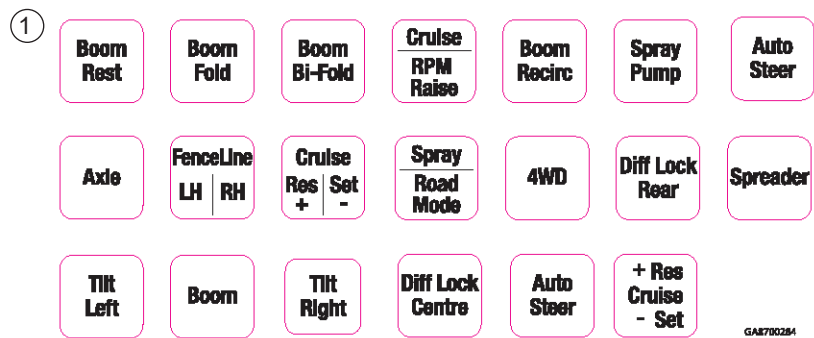 1
Boom
Rest
Boom
Fold
Boom
Bi-Fold
Cruise
RPM
Raise
Boom
Recirc
Spray
Pump
Auto
Steer
Axle
FenceLine
LH | RH
Cruise
Res | Set
+ | -
Spray
Road
Mode
4WD
Diff Lock
Rear
Spreader
Tilt
Left
Boom
Tilt
Right
Diff Lock
Centre
Auto
Steer
+ Res
Cruise
- Set
GA8700284